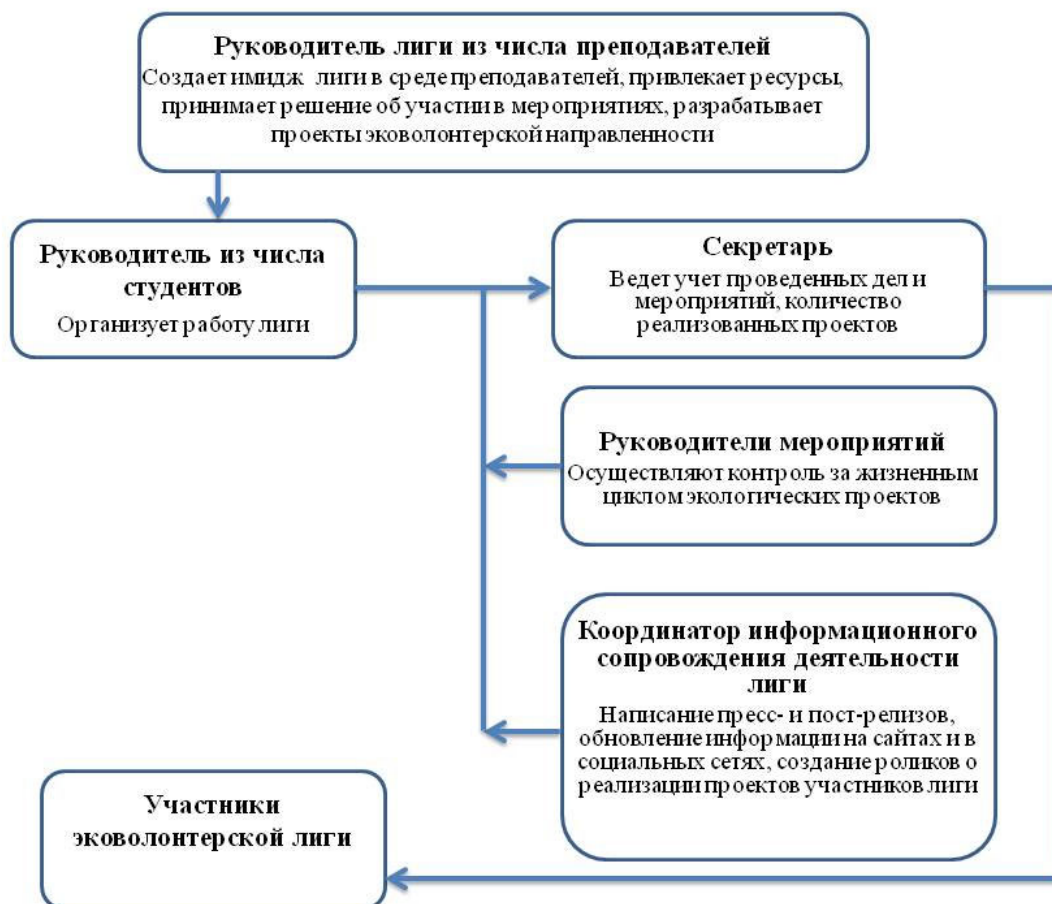 Руководитель лиги из числа преподавателей
Создает имидж лиги в среде преподавателей, привлекает ресурсы,
принимает решение об участии в мероприятиях, разрабатывает
проекты эковолонтерской направленности
Руководитель из числа
студентов
Организует работу лиги
Секретарь
Ведет учет проведенных дел и
мероприятий, количество
реализованных проектов
Руководители мероприятий
Осуществляют контроль за жизненным
циклом экологических проектов
Координатор информационного
сопровождения деятельности
лиги
Написание пресс- и пост-релизов,
обновление информации на сайтах и в
социальных сетях, создание роликов о
реализации проектов участников лиги
Участники
эковолонтерской лиги